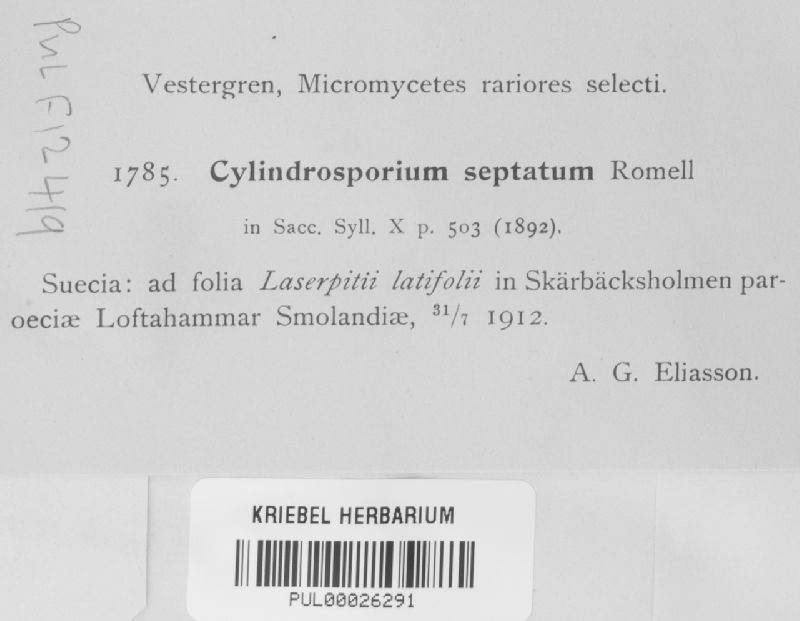 PUL F12419
Vestergren, Micromycetes rariores selecti.
1785. Cylindrosporium septatum Romell
in Sacc. Syll. X p. 503 (1892).
Suecia: ad folia Laserpitii latifolii in Skärbäcksholmen par-
oeciæ Loftahammar Smolandiæ, 31/7 1912.
A. G. Eliasson.
KRIEBEL HERBARIUM
PUL00026291